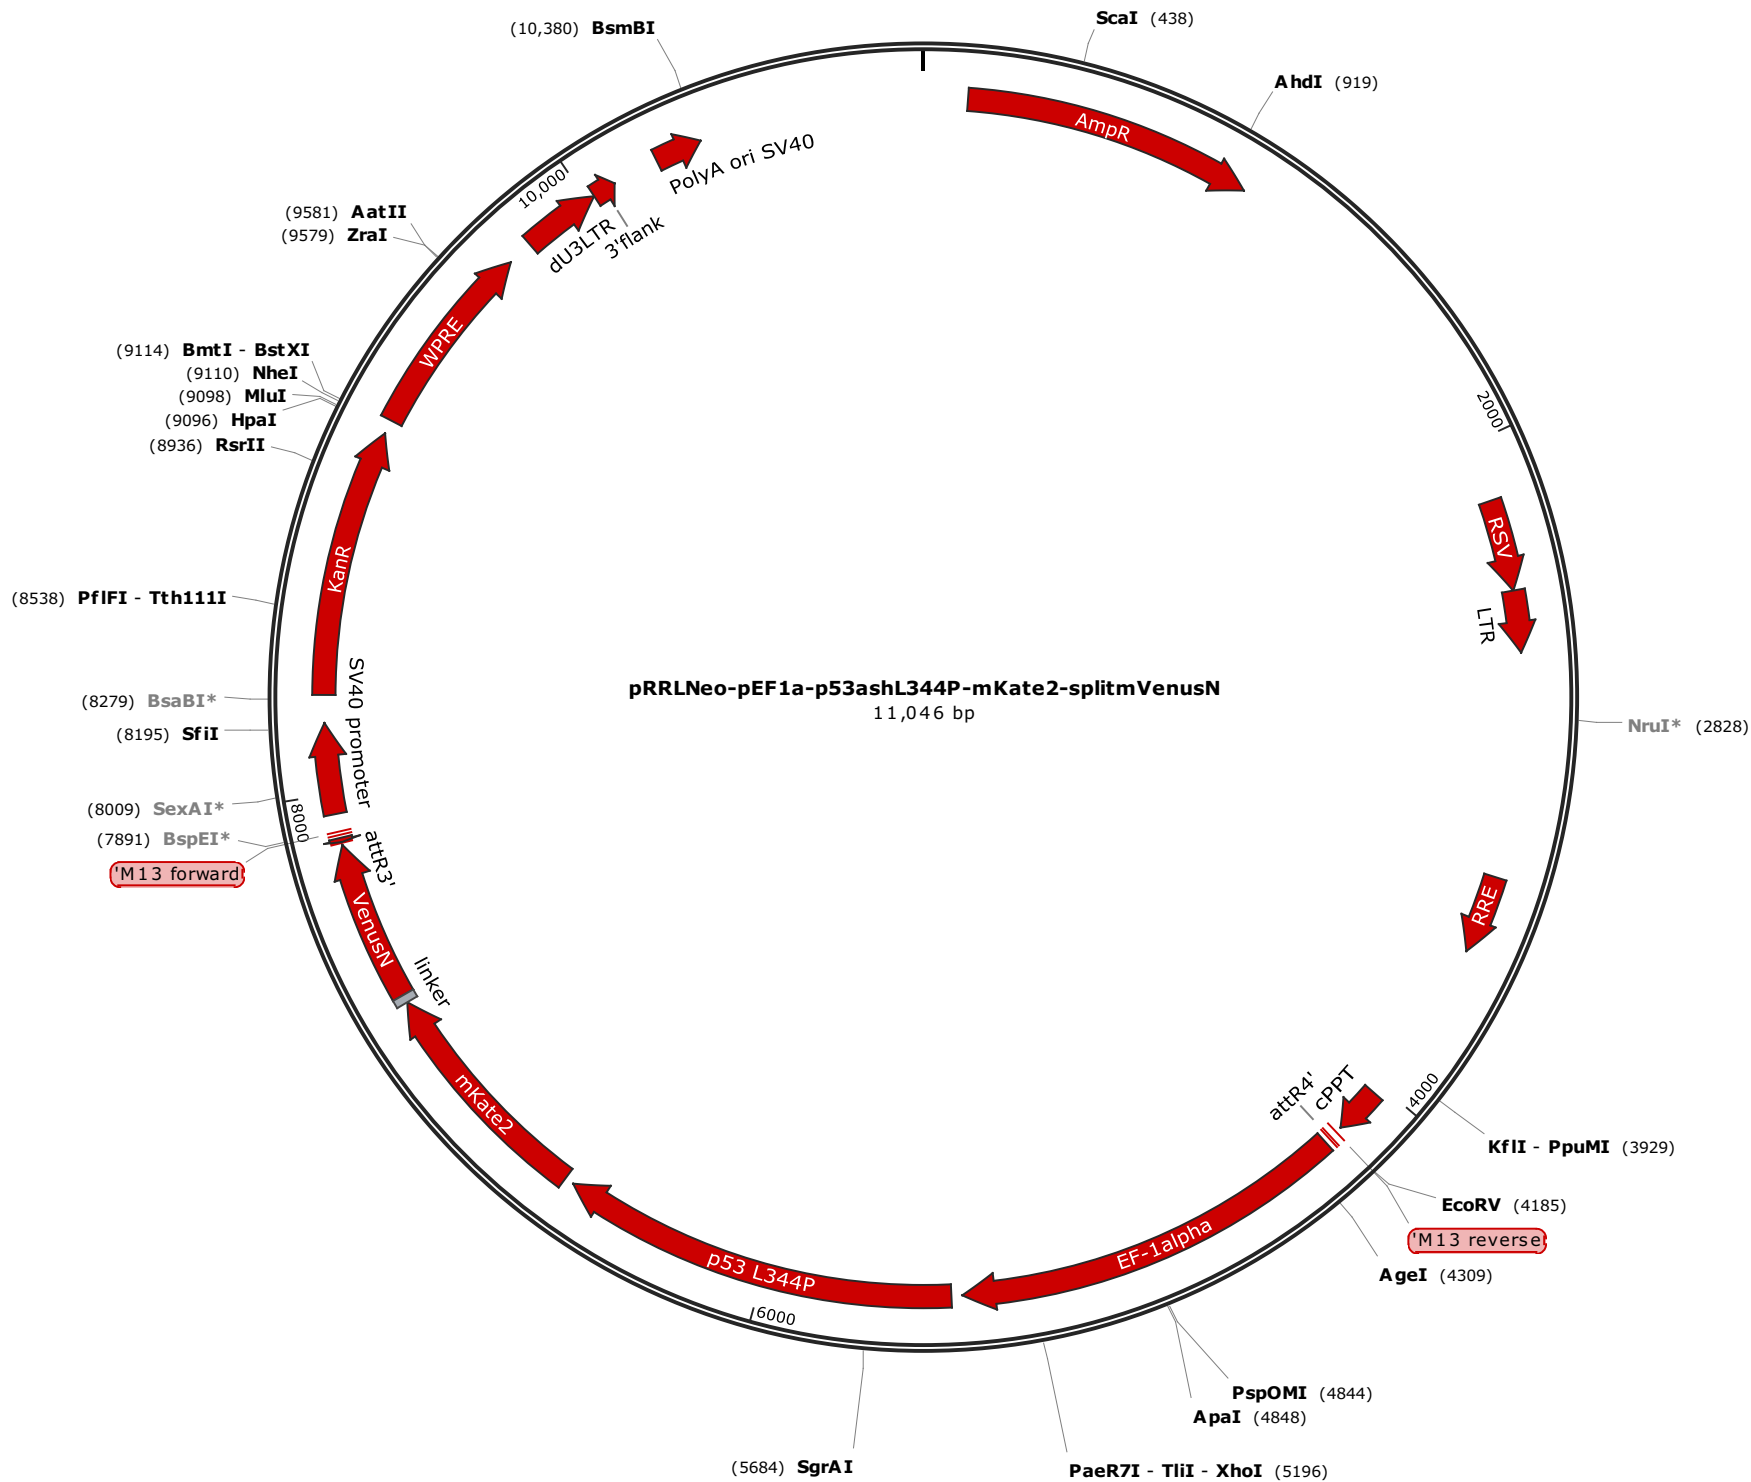 (10,380) BsmBI
ScaI (438)
AhdI (919)
AmpR
PolyA ori SV40
10,000
3'flank
dU3LTR
(9581) AatII
(9579) ZraI
WPRE
(9114) BmtI - BstXI
(9110) NheI
(9098) MluI
(9096) HpaI
(8936) RsrII
2000
RSV
LTR
KanR
(8538) PflFI - Tth111I
SV40 promoter
pRRLNeo-pEF1a-p53ashL344P-mKate2-splitmVenusN
11,046 bp
(8279) BsaBI*
(8195) SfiI
NruI* (2828)
(8009) SexAI*
8000
(7891) BspEI*
'M13 forward'
attR3'
VenusN
linker
RRE
mKate2
attR4'
cPPT
4000
KflI - PpuMI (3929)
EcoRV (4185)
'M13 reverse'
AgeI (4309)
EF-1alpha
p53 L344P
6000
PspOMI (4844)
ApaI (4848)
(5684) SgrAI
PaeR7I - TliI - XhoI (5196)